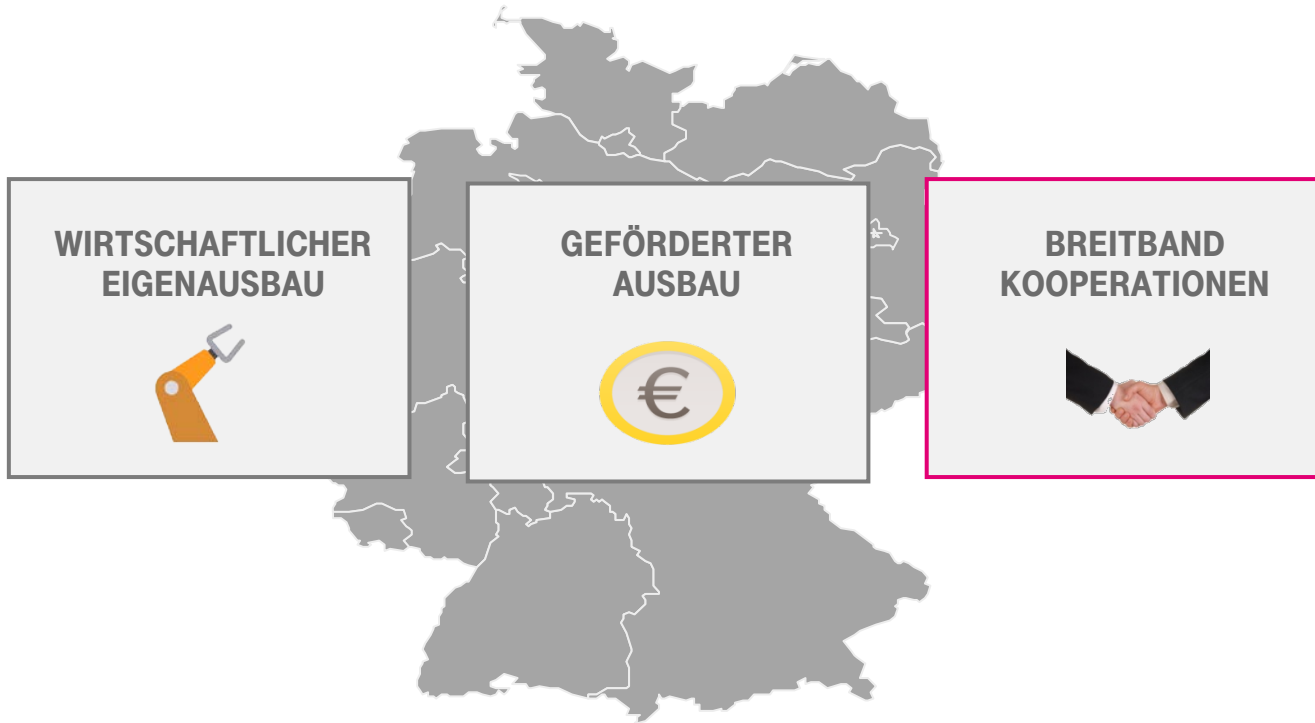 WIRTSCHAFTLICHER
EIGENAUSBAU
GEFÖRDERTER
AUSBAU
€
BREITBAND
KOOPERATIONEN